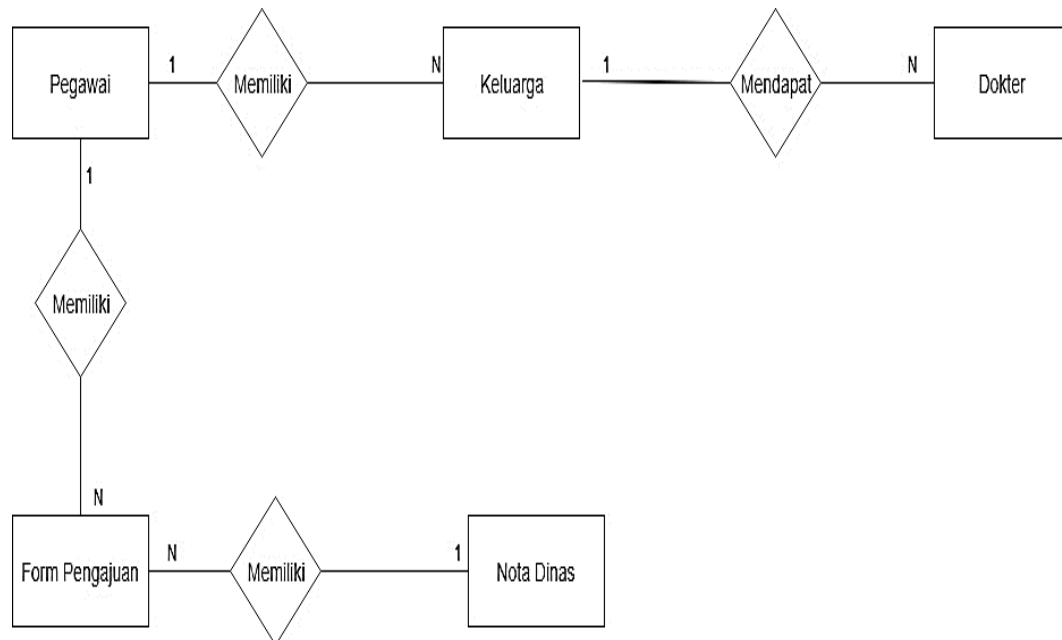 Pegawai 1 Memiliki N Keluarga 1 Mendapat N Dokter
1
Memiliki
N
Form Pengajuan N Memiliki 1 Nota Dinas